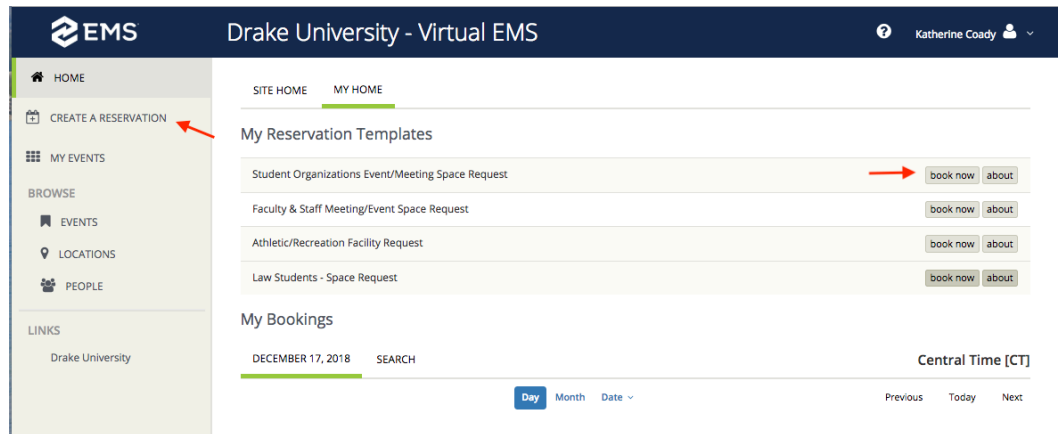 EMS
Drake University - Virtual EMS
? Katherine Coady
HOME
CREATE A RESERVATION
MY EVENTS
BROWSE
EVENTS
LOCATIONS
PEOPLE
LINKS
Drake University
SITE HOME MY HOME
My Reservation Templates
Student Organizations Event/Meeting Space Request book now about
Faculty & Staff Meeting/Event Space Request book now about
Athletic/Recreation Facility Request book now about
Law Students - Space Request book now about
My Bookings
DECEMBER 17, 2018 SEARCH Central Time [CT]
Day Month Date Previous Today Next